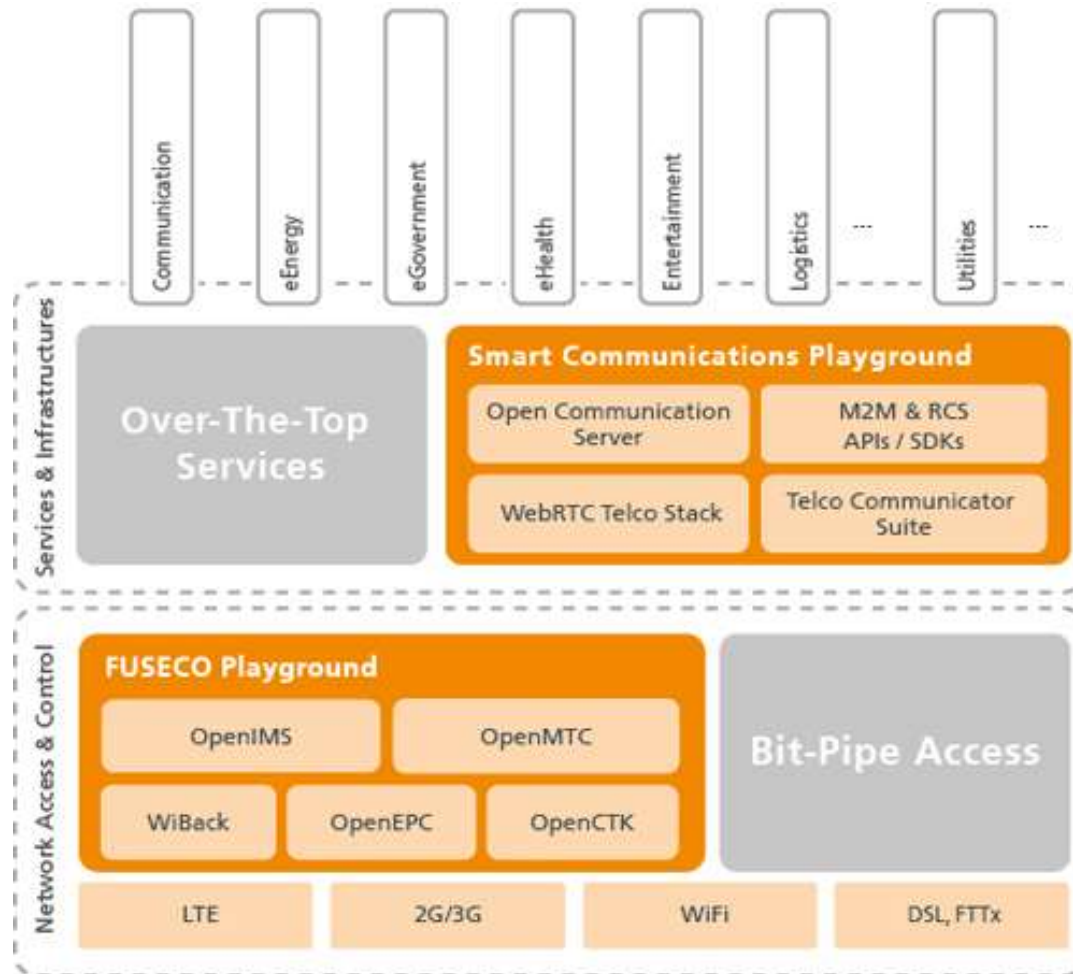 Communication
eEnergy
eGovernment
eHealth
Entertainment
Logistics
...
Utilities
...
Services & Infrastructures
Over-The-Top
Services
Smart Communications Playground
Open Communication
Server
M2M & RCS
APIs / SDKs
WebRTC Telco Stack
Telco Communicator
Suite
Network Access & Control
FUSECO Playground
OpenIMS
OpenMTC
WiBack
OpenEPC
OpenCTK
Bit-Pipe Access
LTE
2G/3G
WiFi
DSL, FTTx